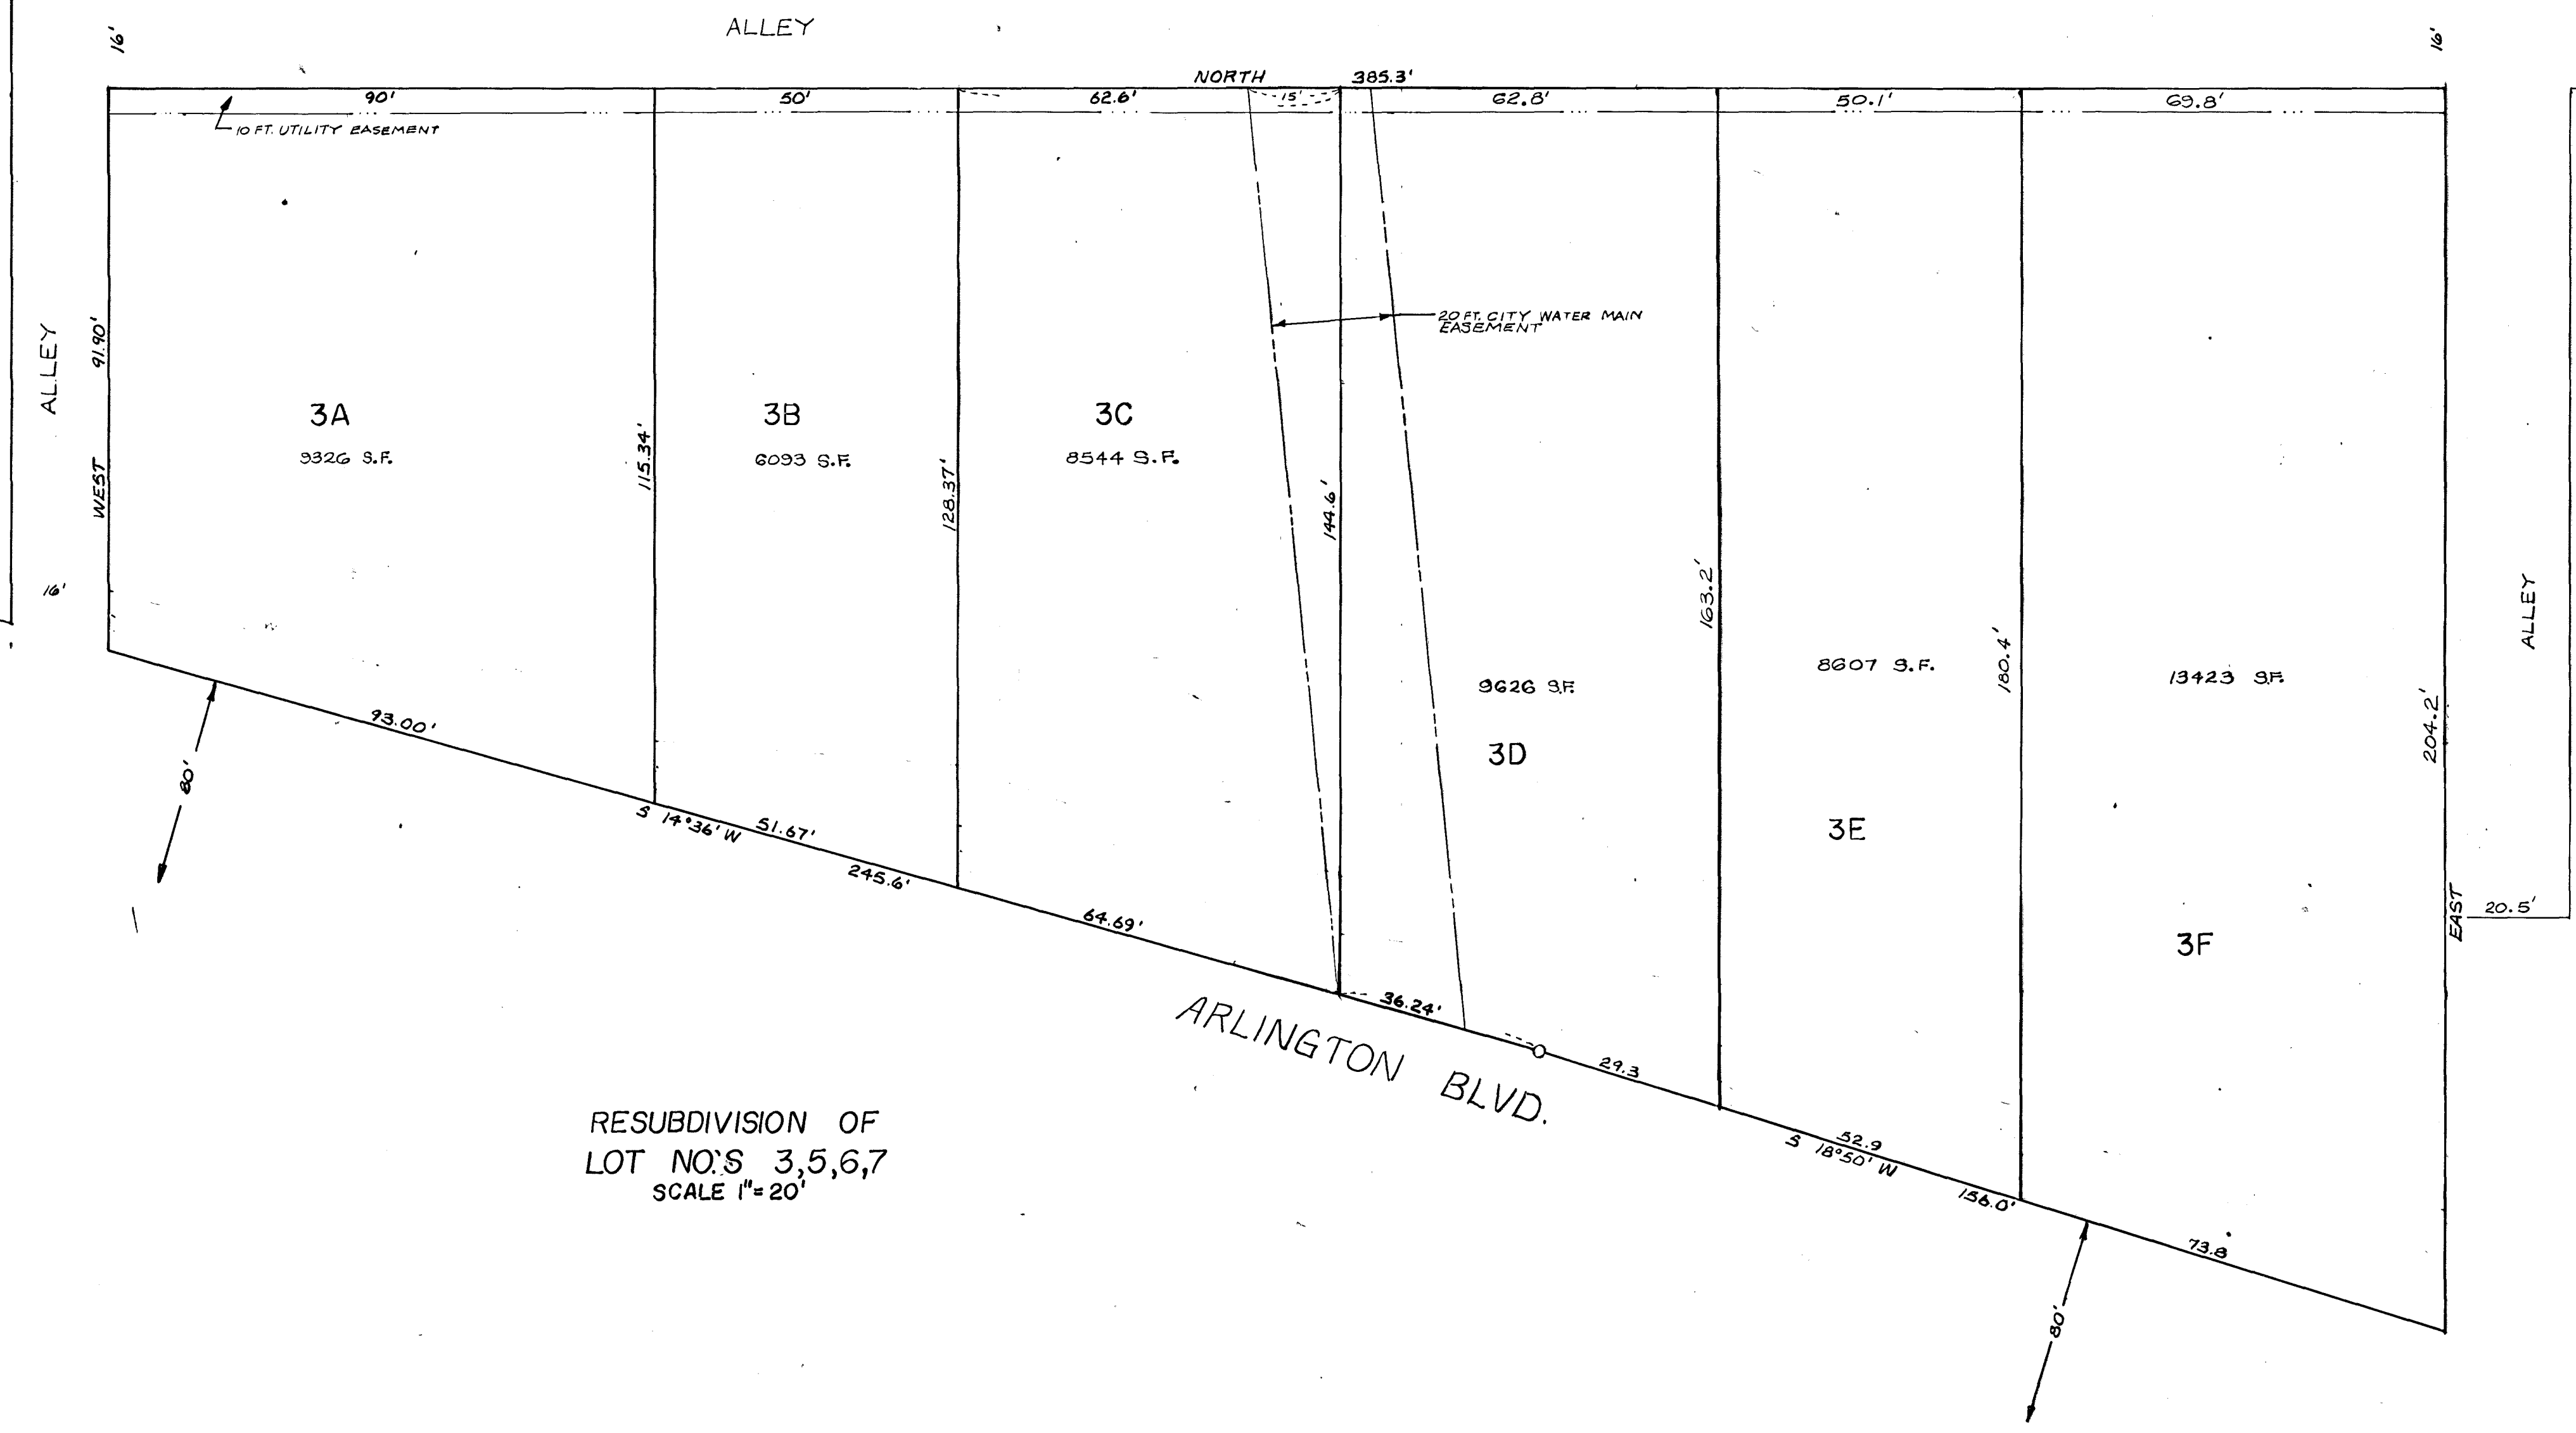 ALLEY
16'
16'
NORTH 385.3'
90'
50'
62.6'
15'
62.8'
50.1'
69.8'
10 FT. UTILITY EASEMENT
20 FT. CITY WATER MAIN
EASEMENT
ALLEY
WEST 91.90'
16'
3A
9326 S.F.
115.34'
3B
6093 S.F.
128.37'
3C
8544 S.F.
144.6'
9626 S.F.
3D
163.2'
8607 S.F.
3E
180.4'
13423 S.F.
3F
204.2'
EAST
20.5'
ALLEY
80'
93.00'
S 14°36' W
51.67'
245.6'
64.69'
36.24'
29.3
52.9
S 18°50' W
156.0'
73.8
80'
ARLINGTON BLVD.
RESUBDIVISION OF
LOT NO.'S 3,5,6,7
SCALE 1"=20'